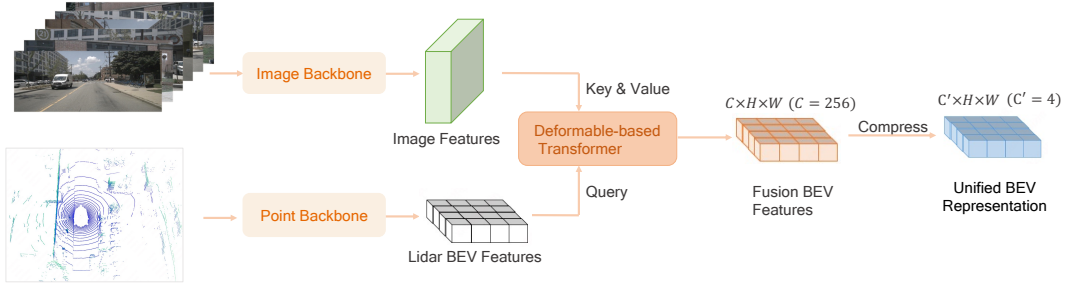 Image Backbone
Image Features
Key & Value
Deformable-based
Transformer
Query
Point Backbone
Lidar BEV Features
C×H×W (C = 256)
Fusion BEV
Features
Compress
C′×H×W (C′ = 4)
Unified BEV
Representation